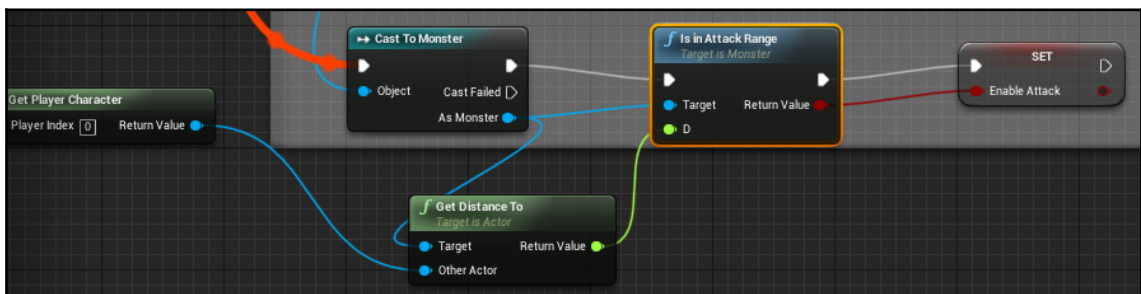 Cast To Monster
Object
Cast Failed
As Monster
Is in Attack Range
Target is Monster
Target
Return Value
D
SET
Enable Attack
Get Player Character
Player Index 0
Return Value
Get Distance To
Target is Actor
Target
Return Value
Other Actor